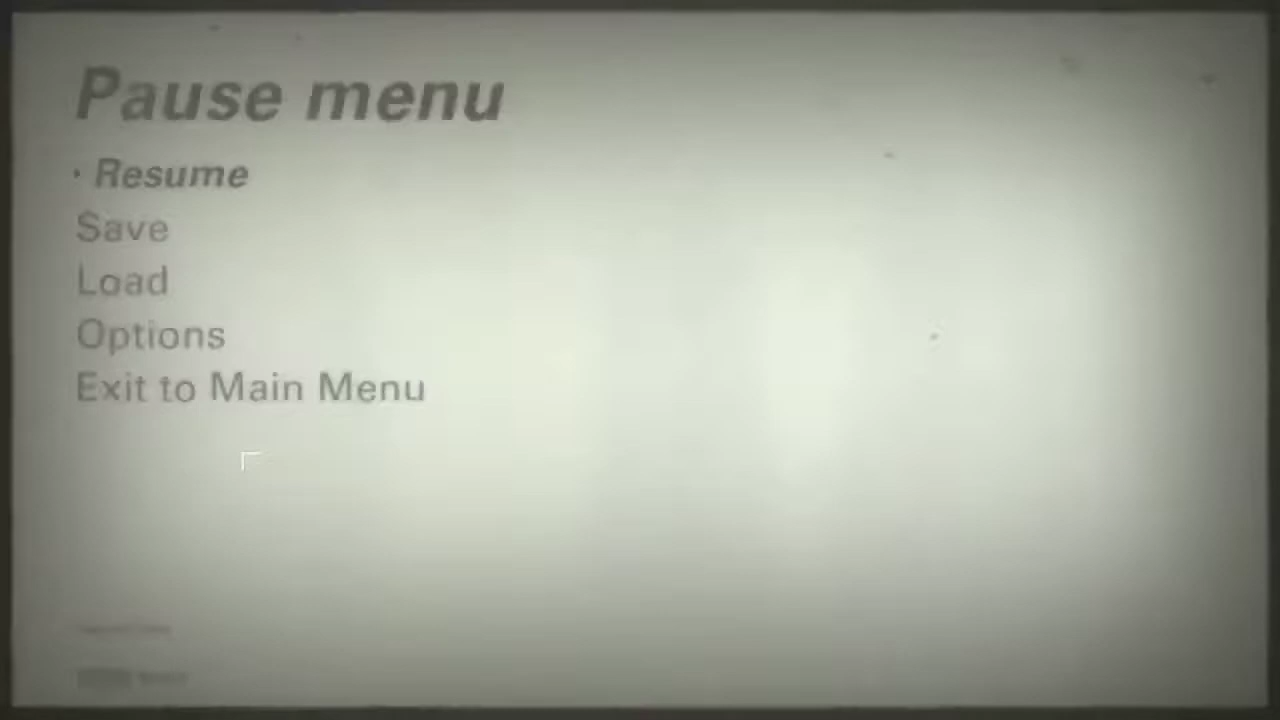 Pause menu
· Resume
Save
Load
Options
Exit to Main Menu